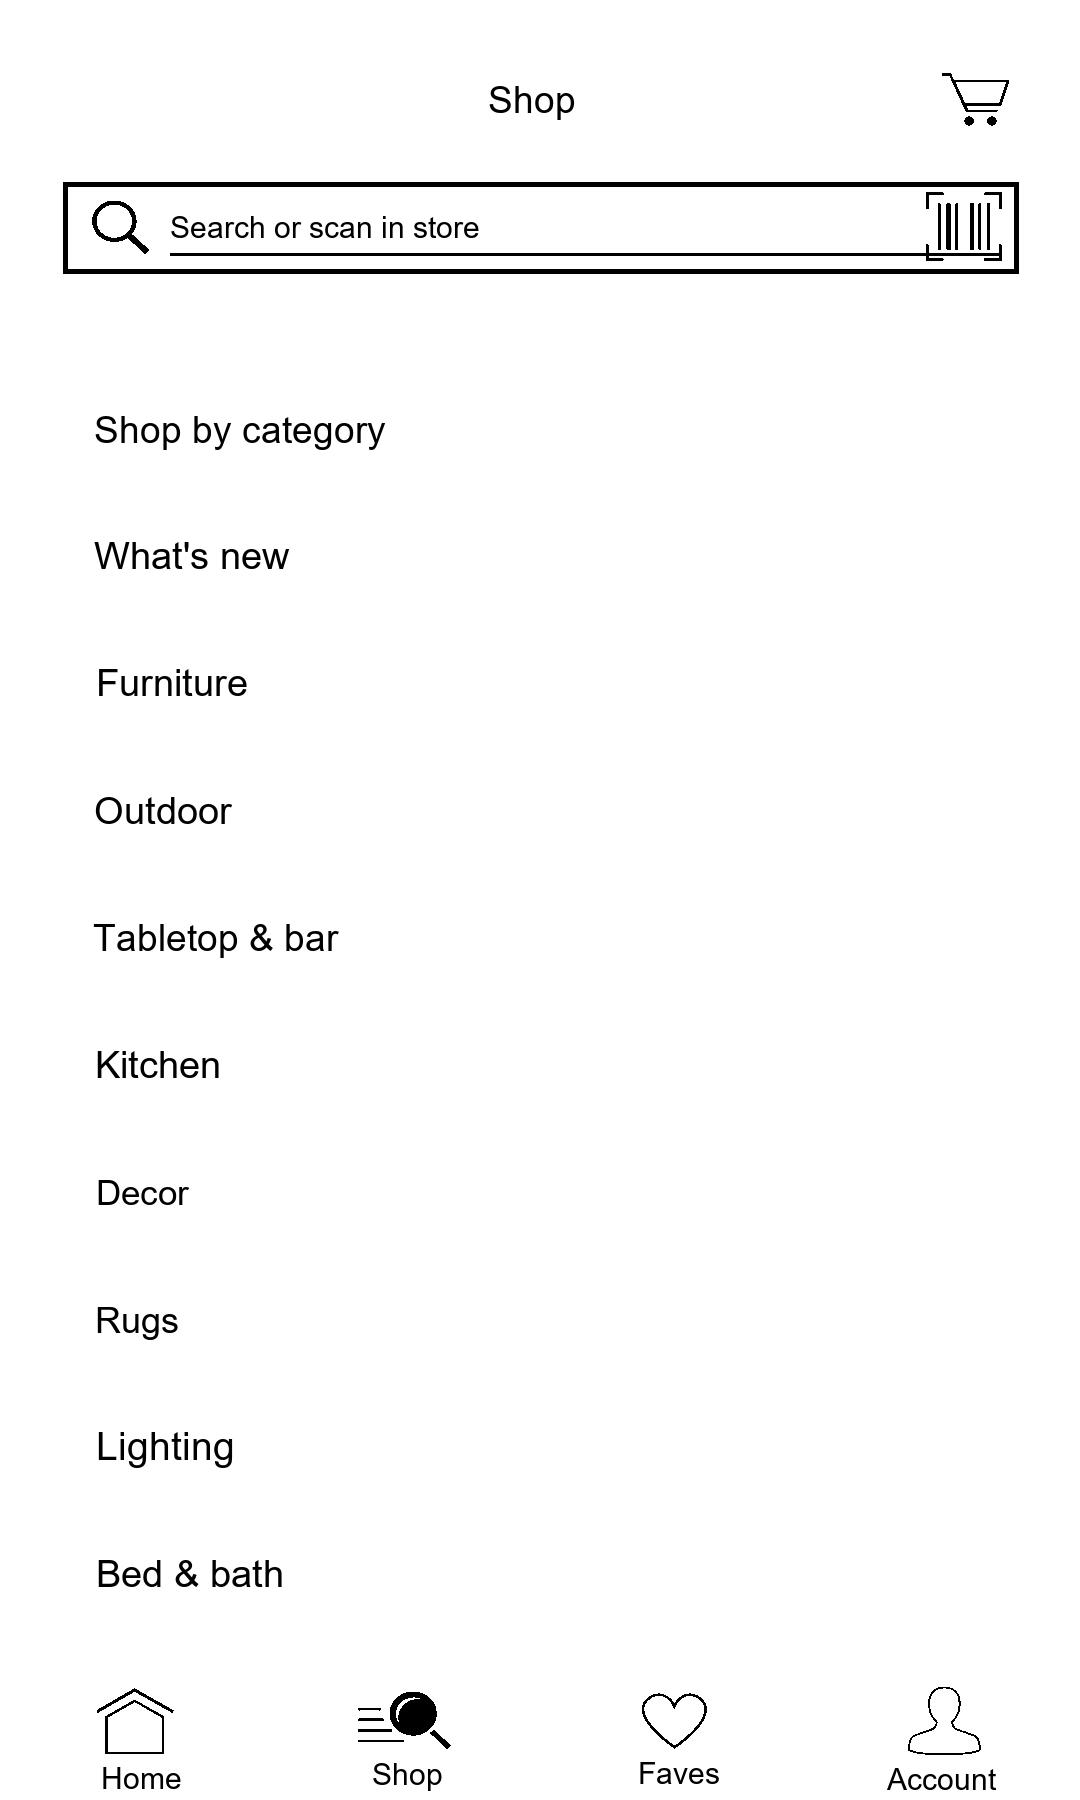 Shop
Search or scan in store
Shop by category
What's new
Furniture
Outdoor
Tabletop & bar
Kitchen
Decor
Rugs
Lighting
Bed & bath
Home
Shop
Faves
Account